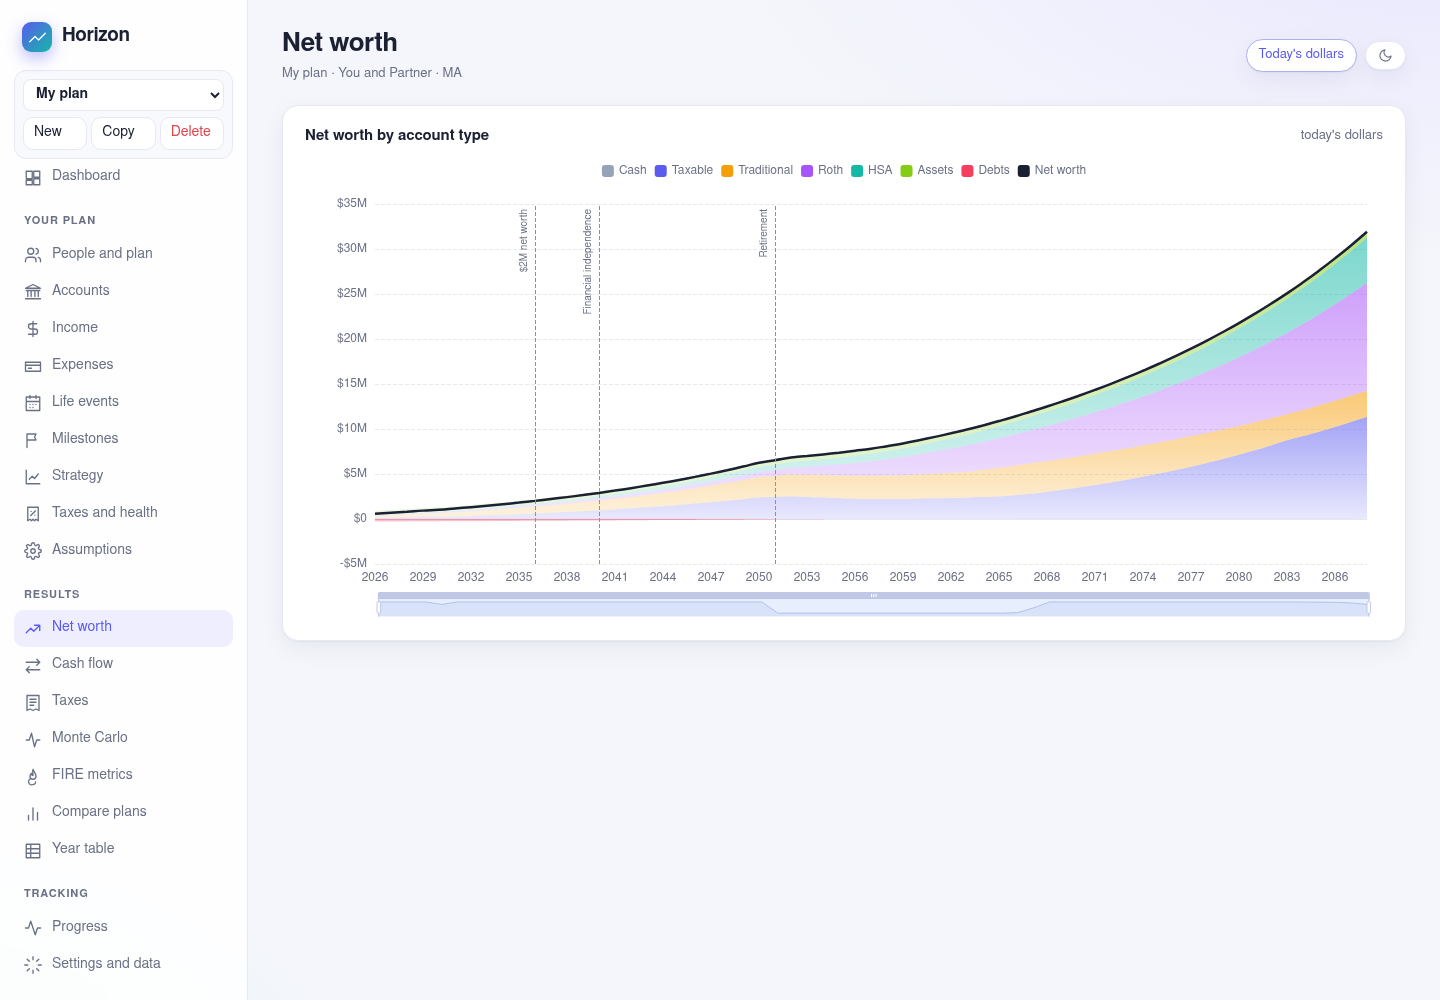 Horizon
My plan
New
Copy
Delete
Dashboard
YOUR PLAN
People and plan
Accounts
Income
Expenses
Life events
Milestones
Strategy
Taxes and health
Assumptions
RESULTS
Net worth
Cash flow
Taxes
Monte Carlo
FIRE metrics
Compare plans
Year table
TRACKING
Progress
Settings and data
Net worth
My plan · You and Partner · MA
Today's dollars
Net worth by account type
today's dollars
Cash Taxable Traditional Roth HSA Assets Debts Net worth
$35M
$30M
$25M
$20M
$15M
$10M
$5M
$0
-$5M
$2M net worth
Financial independence
Retirement
2026 2029 2032 2035 2038 2041 2044 2047 2050 2053 2056 2059 2062 2065 2068 2071 2074 2077 2080 2083 2086